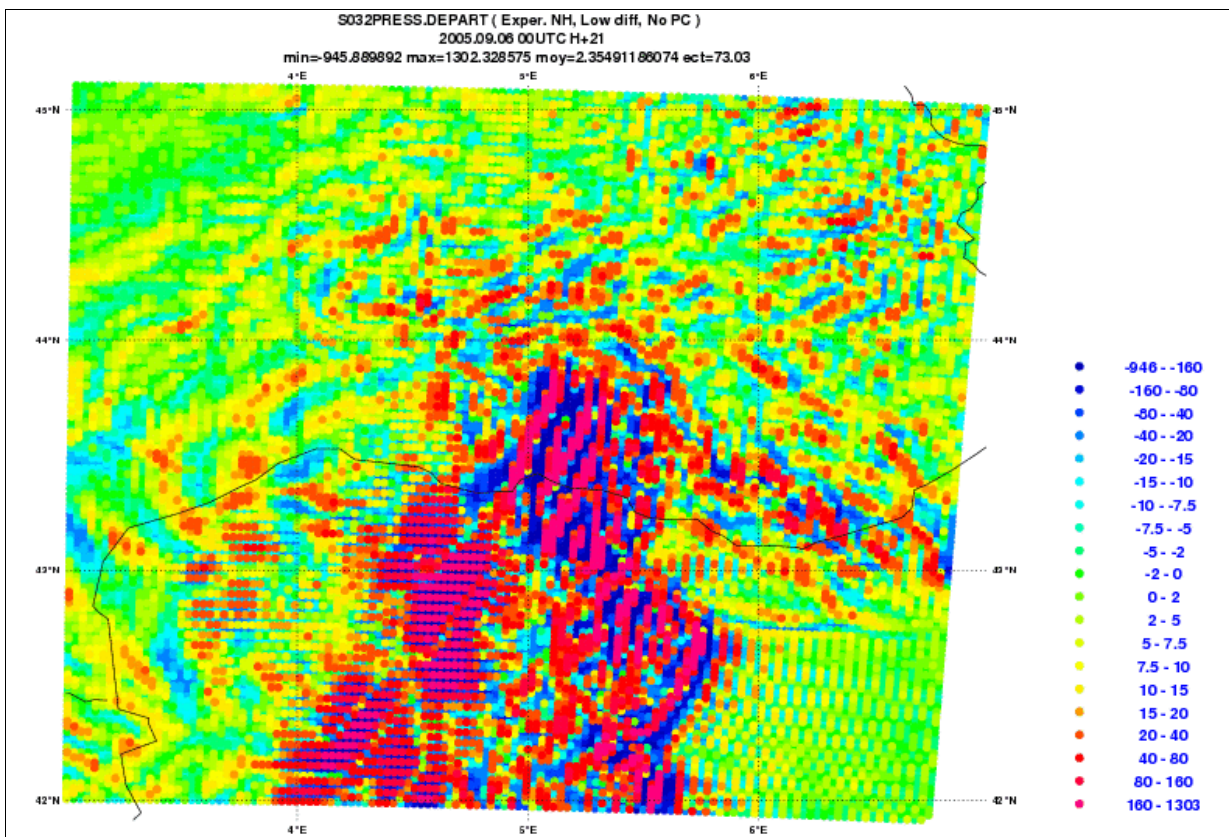 S032PRESS.DEPART ( Exper. NH, Low diff, No PC )
2005.09.06 00UTC H+21
min=-945.889892 max=1302.328575 moy=2.35491186074 ect=73.03
4°E 5°E 6°E
45°N 45°N
44°N 44°N
43°N 43°N
42°N 42°N
4°E 5°E 6°E
-946 - -160
-160 - -80
-80 - -40
-40 - -20
-20 - -15
-15 - -10
-10 - -7.5
-7.5 - -5
-5 - -2
-2 - 0
0 - 2
2 - 5
5 - 7.5
7.5 - 10
10 - 15
15 - 20
20 - 40
40 - 80
80 - 160
160 - 1303